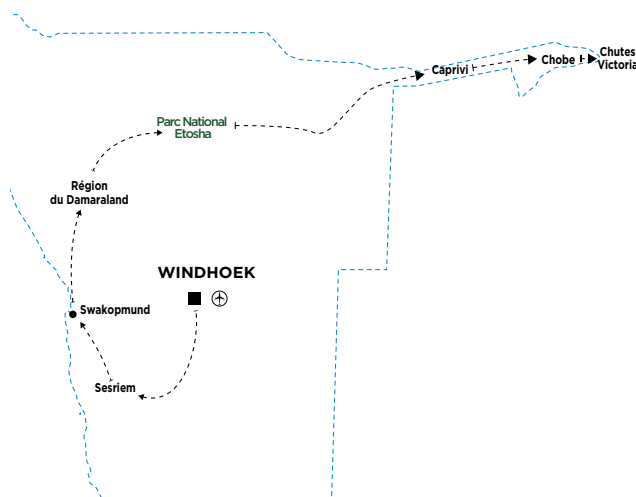 Chutes
Victoria
Chobe
Caprivi
Parc National
Etosha
Région
du Damaraland
WINDHOEK
Swakopmund
Sesriem